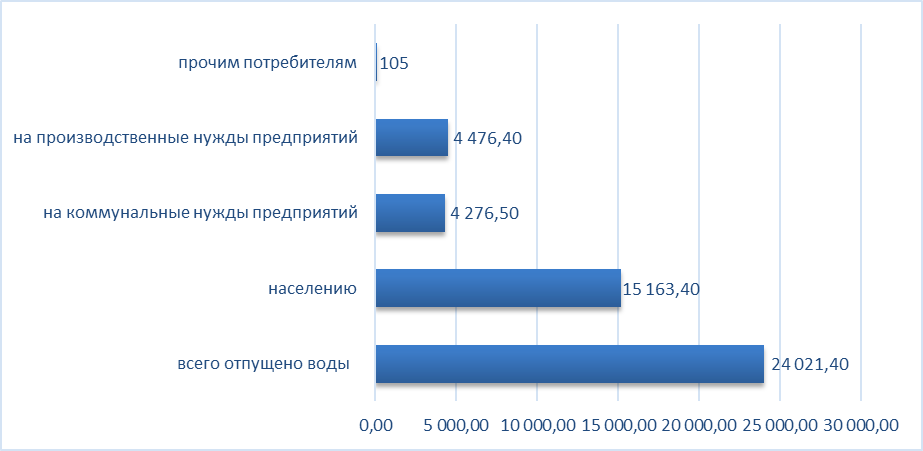 прочим потребителям 105
на производственные нужды предприятий 4 476,40
на коммунальные нужды предприятий 4 276,50
населению 15 163,40
всего отпущено воды 24 021,40
0,00 5 000,00 10 000,00 15 000,00 20 000,00 25 000,00 30 000,00